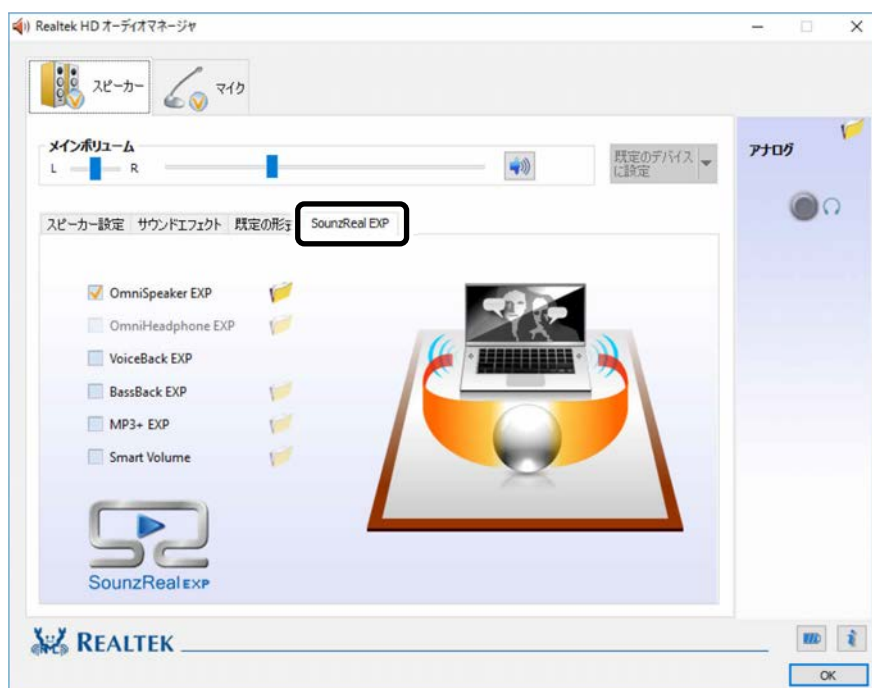 Realtek HD オーディオマネージャ
スピーカー
マイク
メインボリューム
L R
既定のデバイス
に設定
アナログ
スピーカー設定 サウンドエフェクト 既定の形式 SounzReal EXP
OmniSpeaker EXP
OmniHeadphone EXP
VoiceBack EXP
BassBack EXP
MP3+ EXP
Smart Volume
SounzReal EXP
REALTEK
OK